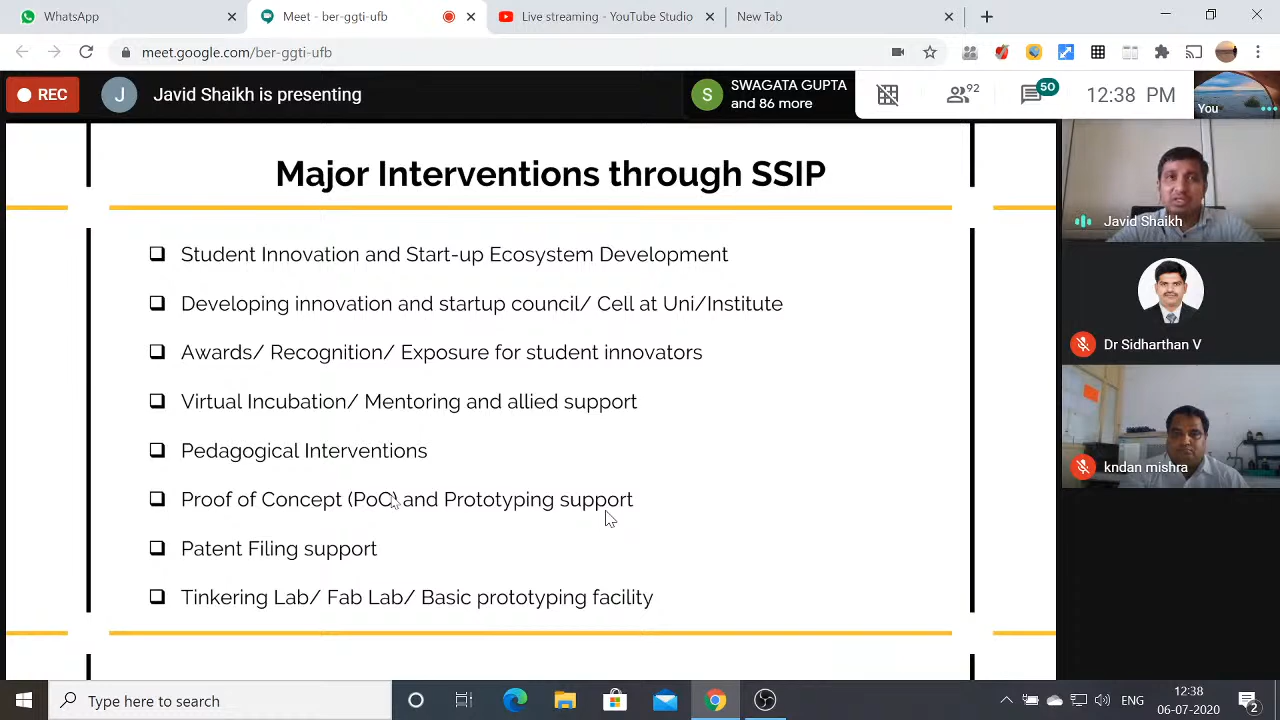 WhatsApp
Meet - ber-ggti-ufb
Live streaming - YouTube Studio
New Tab
meet.google.com/ber-ggti-ufb
REC
J
Javid Shaikh is presenting
S
SWAGATA GUPTA
and 86 more
92
50
12:38 PM
You
Major Interventions through SSIP
Student Innovation and Start-up Ecosystem Development
Developing innovation and startup council/ Cell at Uni/Institute
Awards/ Recognition/ Exposure for student innovators
Virtual Incubation/ Mentoring and allied support
Pedagogical Interventions
Proof of Concept (PoC) and Prototyping support
Patent Filing support
Tinkering Lab/ Fab Lab/ Basic prototyping facility
Javid Shaikh
Dr Sidharthan V
kndan mishra
Type here to search
ENG
12:38
06-07-2020
2